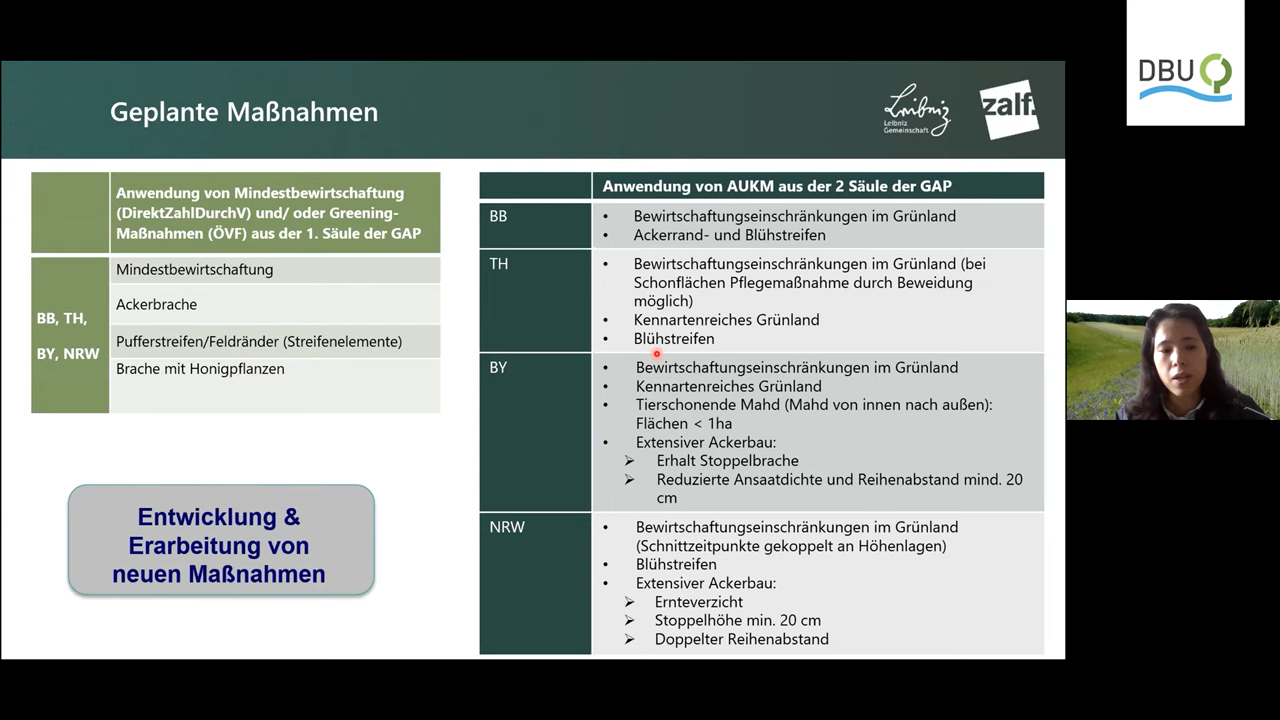 DBU
Geplante Maßnahmen
Leibniz
Leibniz
Gemeinschaft
zalf.
Anwendung von Mindestbewirtschaftung
(DirektZahlDurchV) und/ oder Greening-
Maßnahmen (ÖVF) aus der 1. Säule der GAP
BB, TH,
BY, NRW
Mindestbewirtschaftung
Ackerbrache
Pufferstreifen/Feldränder (Streifenelemente)
Brache mit Honigpflanzen
Entwicklung &
Erarbeitung von
neuen Maßnahmen
Anwendung von AUKM aus der 2 Säule der GAP
BB
• Bewirtschaftungseinschränkungen im Grünland
• Ackerrand- und Blühstreifen
TH
• Bewirtschaftungseinschränkungen im Grünland (bei
Schonflächen Pflegemaßnahme durch Beweidung
möglich)
• Kennartenreiches Grünland
• Blühstreifen
BY
• Bewirtschaftungseinschränkungen im Grünland
• Kennartenreiches Grünland
• Tierschonende Mahd (Mahd von innen nach außen):
Flächen < 1ha
• Extensiver Ackerbau:
➢ Erhalt Stoppelbrache
➢ Reduzierte Ansaatdichte und Reihenabstand mind. 20
cm
NRW
• Bewirtschaftungseinschränkungen im Grünland
(Schnittzeitpunkte gekoppelt an Höhenlagen)
• Blühstreifen
• Extensiver Ackerbau:
➢ Ernteverzicht
➢ Stoppelhöhe min. 20 cm
➢ Doppelter Reihenabstand